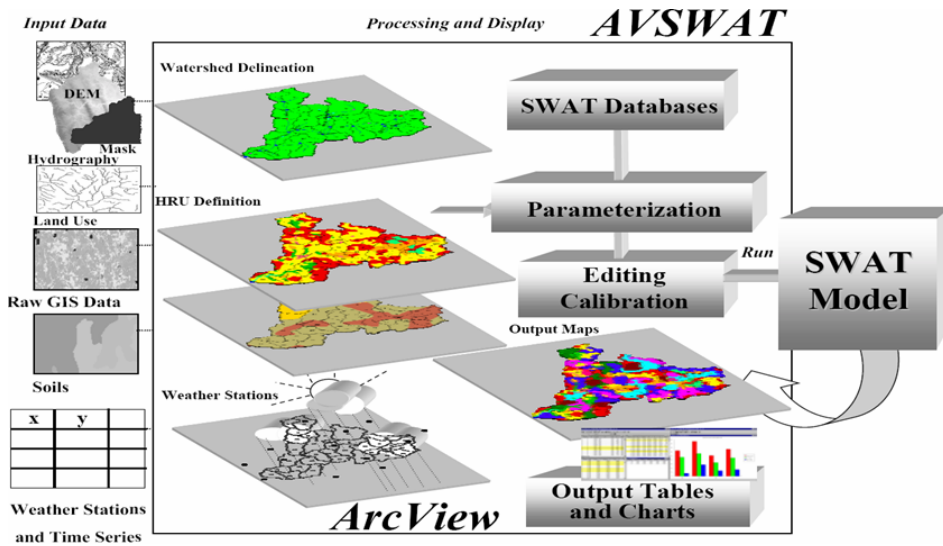 Input Data
Processing and Display
AVSWAT
Watershed Delineation
DEM
Mask
SWAT Databases
Hydrography
HRU Definition
Parameterization
Land Use
Run
SWAT
Model
Editing
Calibration
Raw GIS Data
Output Maps
Soils
Weather Stations
x y
Output Tables
and Charts
Weather Stations
and Time Series
ArcView